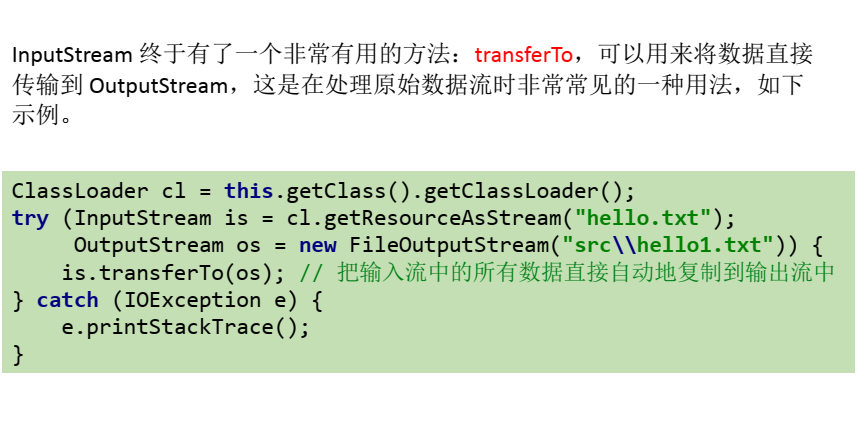 InputStream 终于有了一个非常有用的方法：transferTo，可以用来将数据直接
传输到 OutputStream，这是在处理原始数据流时非常常见的一种用法，如下
示例。
ClassLoader cl = this.getClass().getClassLoader();
try (InputStream is = cl.getResourceAsStream("hello.txt");
     OutputStream os = new FileOutputStream("src\\hello1.txt")) {
    is.transferTo(os); // 把输入流中的所有数据直接自动地复制到输出流中
} catch (IOException e) {
    e.printStackTrace();
}